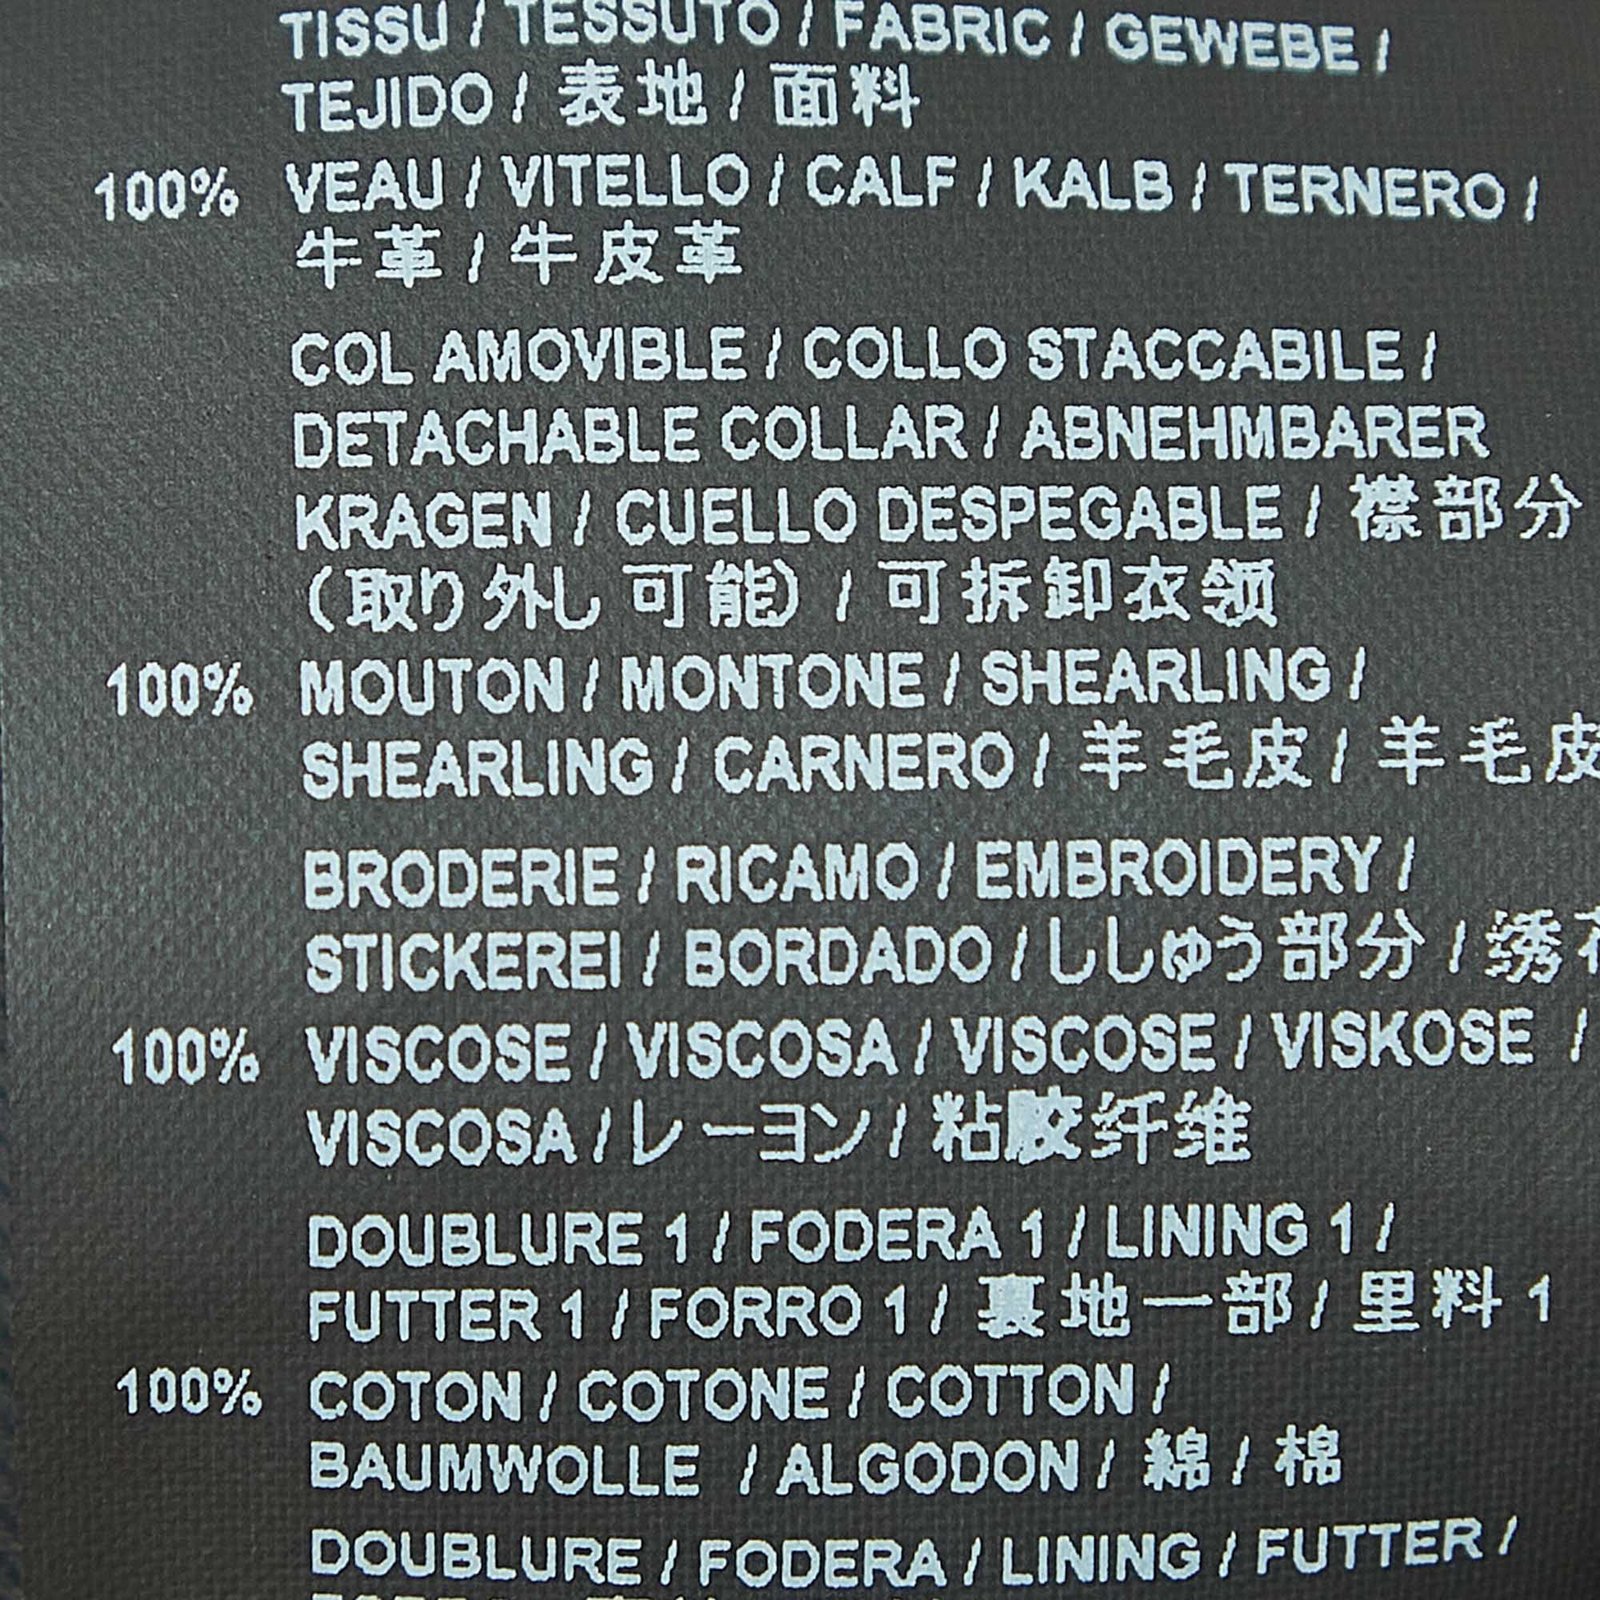 TISSU / TESSUTO / FABRIC / GEWEBE /
TEJIDO / 表地 / 面料
100% VEAU / VITELLO / CALF / KALB / TERNERO /
牛革 / 牛皮革
COL AMOVIBLE / COLLO STACCABILE /
DETACHABLE COLLAR / ABNEHMBARER
KRAGEN / CUELLO DESPEGABLE / 襟部分
(取り外し 可能) / 可拆卸衣领
100% MOUTON / MONTONE / SHEARLING /
SHEARLING / CARNERO / 羊毛皮 / 羊毛皮
BRODERIE / RICAMO / EMBROIDERY /
STICKEREI / BORDADO / ししゅう部分 / 绣花
100% VISCOSE / VISCOSA / VISCOSE / VISKOSE /
VISCOSA / レーヨン / 粘胶纤维
DOUBLURE 1 / FODERA 1 / LINING 1 /
FUTTER 1 / FORRO 1 / 裏地一部 / 里料 1
100% COTON / COTONE / COTTON /
BAUMWOLLE / ALGODON / 綿 / 棉
DOUBLURE / FODERA / LINING / FUTTER /